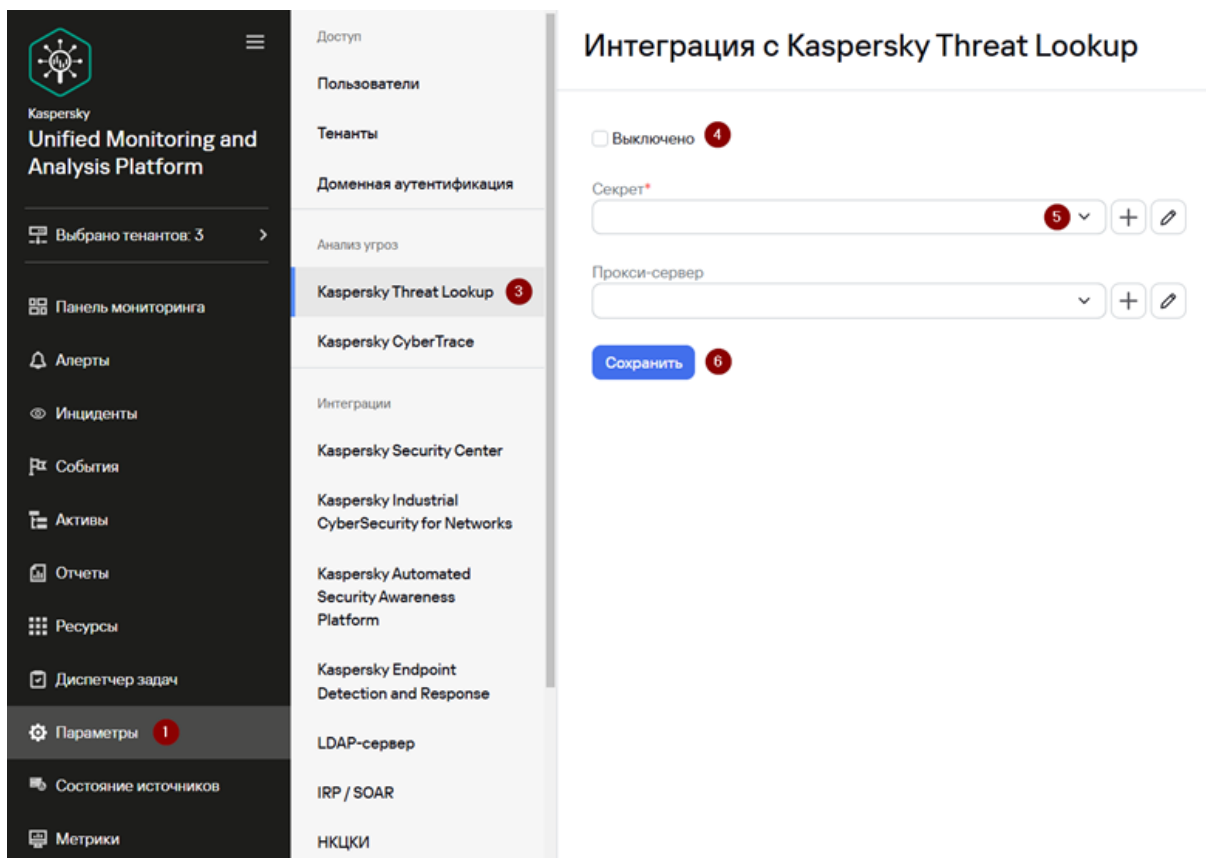 Kaspersky
Unified Monitoring and
Analysis Platform
Выбрано тенантов: 3
Панель мониторинга
Алерты
Инциденты
События
Активы
Отчеты
Ресурсы
Диспетчер задач
Параметры 1
Состояние источников
Метрики
Доступ
Пользователи
Тенанты
Доменная аутентификация
Анализ угроз
Kaspersky Threat Lookup 3
Kaspersky CyberTrace
Интеграции
Kaspersky Security Center
Kaspersky Industrial
CyberSecurity for Networks
Kaspersky Automated
Security Awareness
Platform
Kaspersky Endpoint
Detection and Response
LDAP-сервер
IRP / SOAR
НКЦКИ
Интеграция с Kaspersky Threat Lookup
Выключено 4
Секрет*
5
Прокси-сервер
Сохранить 6